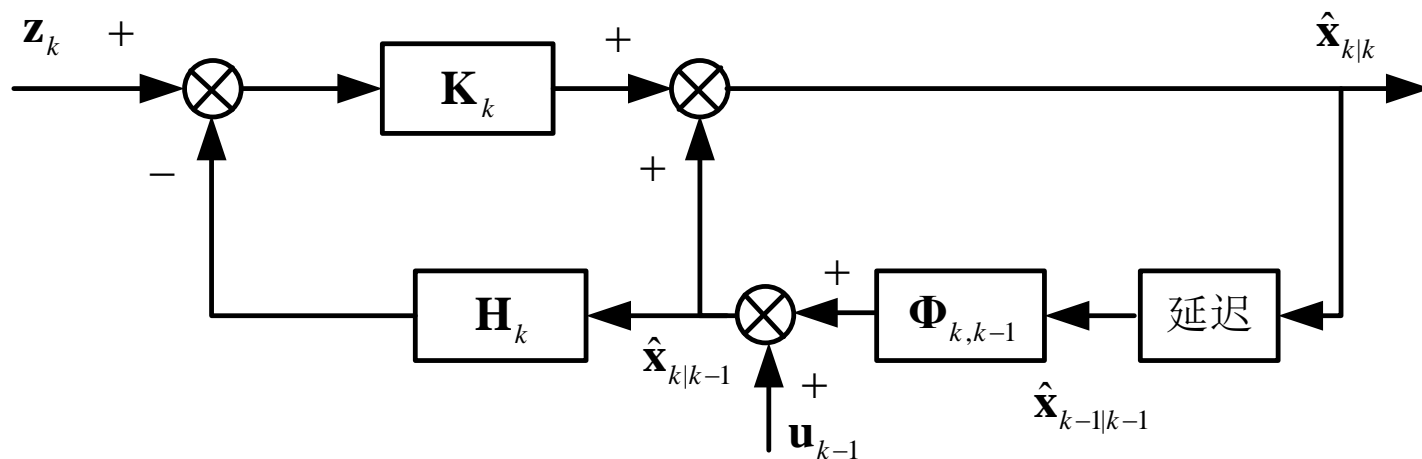 z_k + + x̂_{k|k}
K_k
− +
+
H_k Φ_{k,k−1} 延迟
x̂_{k|k−1} + x̂_{k−1|k−1}
u_{k−1}